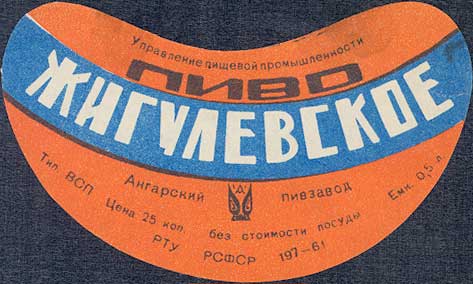 Управление пищевой промышленности
ПИВО
ЖИГУЛЕВСКОЕ
Ангарский пивзавод
Тип. ВСП Цена 25 коп. без стоимости посуды Емк. 0,5 л
РТУ РСФСР 197-61